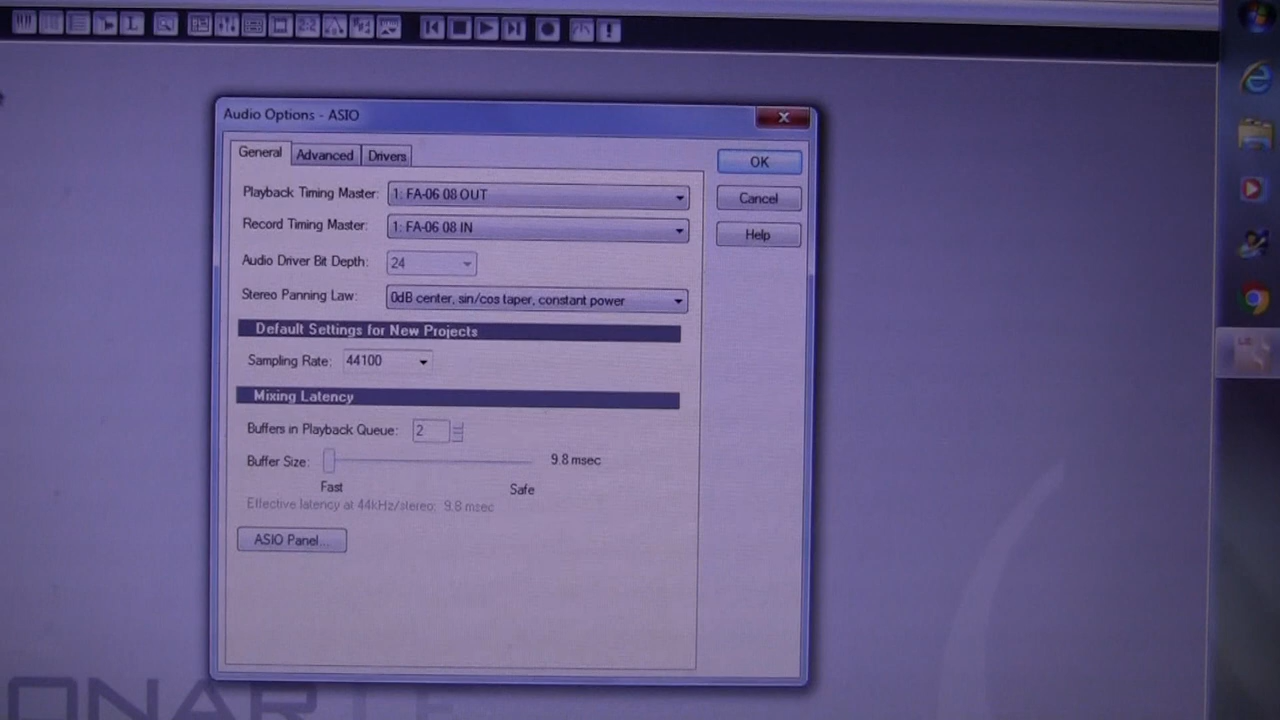 Audio Options - ASIO
General Advanced Drivers
OK
Playback Timing Master: 1: FA-06 08 OUT
Cancel
Record Timing Master: 1: FA-06 08 IN
Help
Audio Driver Bit Depth: 24
Stereo Panning Law: 0dB center, sin/cos taper, constant power
Default Settings for New Projects
Sampling Rate: 44100
Mixing Latency
Buffers in Playback Queue: 2
Buffer Size: 9.8 msec
Fast Safe
Effective latency at 44kHz/stereo: 9.8 msec
ASIO Panel...
ONAR LE